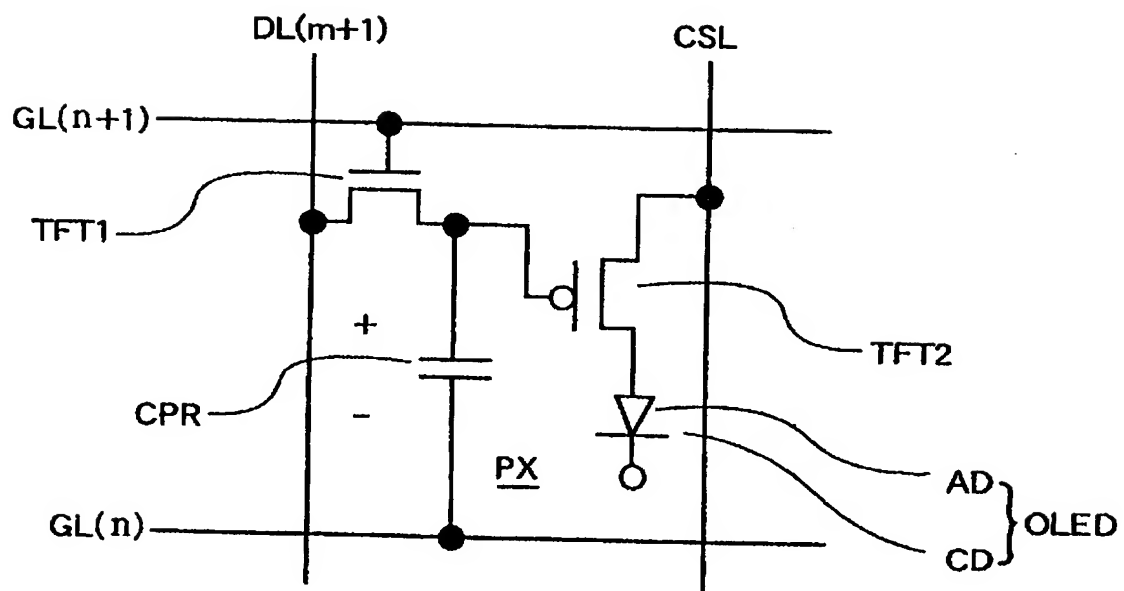 DL(m+1)
CSL
GL(n+1)
TFT1
+
TFT2
CPR
-
PX
AD
OLED
GL(n)
CD